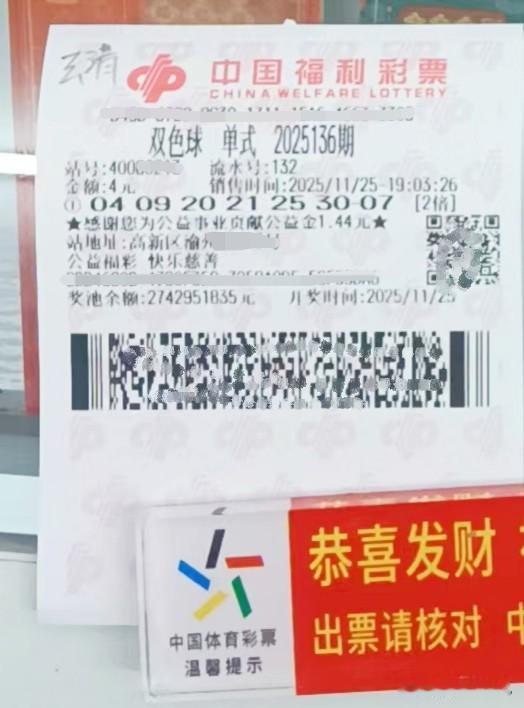 中国福利彩票
CHINA WELFARE LOTTERY
双色球 单式 2025136期
站号:4000 流水号:132
金额:4元 销售时间:2025/11/25-19:03:26
① 04 09 20 21 25 30-07 [2倍]
★感谢您为公益事业贡献公益金1.44元★
站地址:高新区渝
公益福彩 快乐慈善
奖池余额:2742951835元 开奖时间:2025/11/25
恭喜发财
出票请核对 中
中国体育彩票
温馨提示